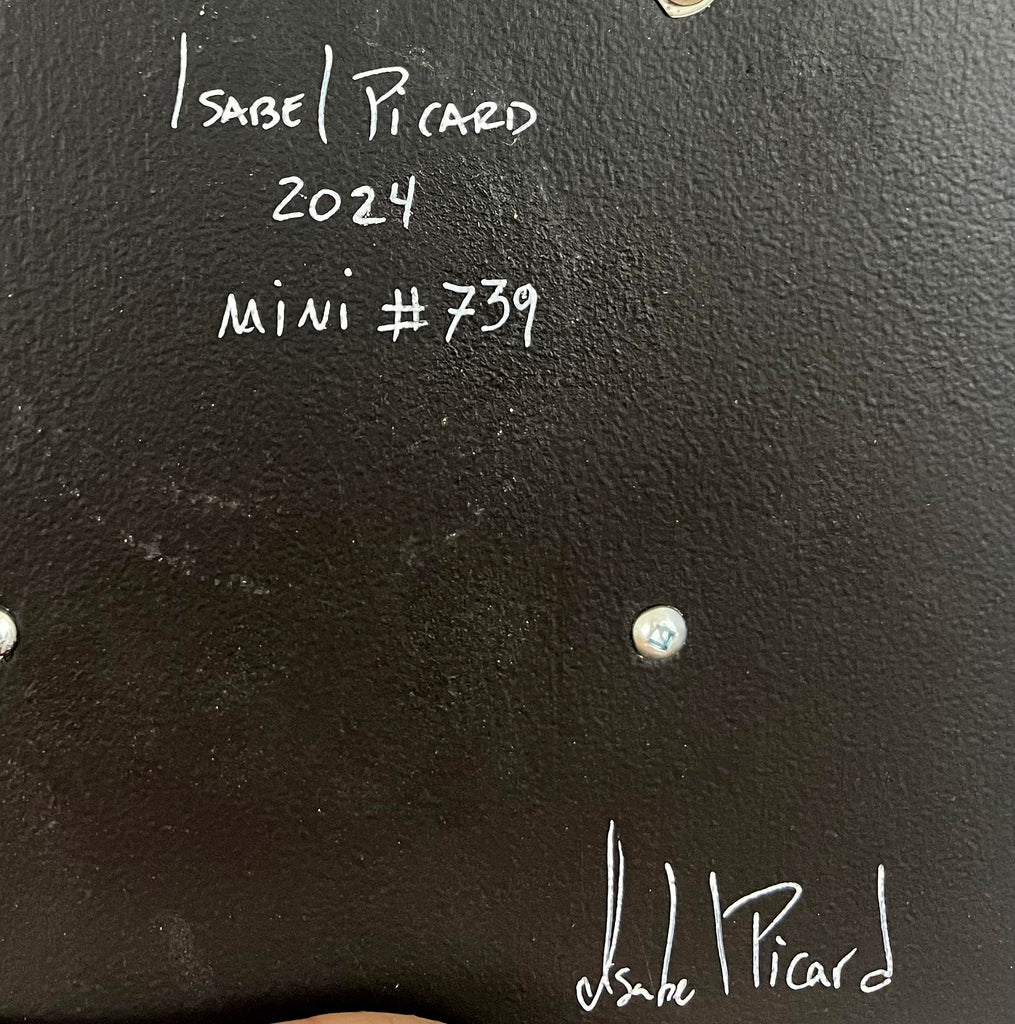 ISABEL PICARD
2024
MINI #739
Isabel Picard